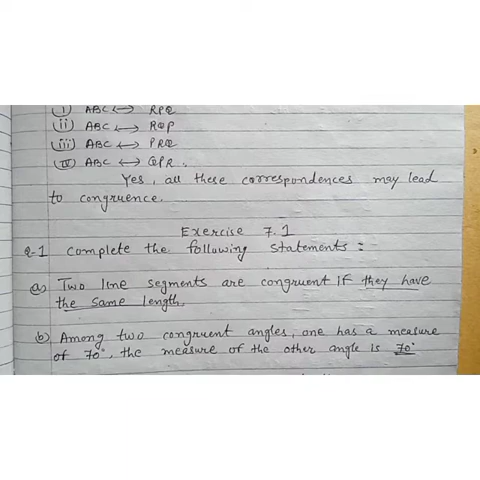 (i) ABC ↔ RPQ
(ii) ABC ↔ RQP
(iii) ABC ↔ PRQ
(iv) ABC ↔ QPR.
Yes, all these correspondences may lead
to congruence.
Exercise 7.1
Q-1 Complete the following statements:
(a) Two line segments are congruent if they have
the same length.
(b) Among two congruent angles, one has a measure
of 70°, the measure of the other angle is 70°